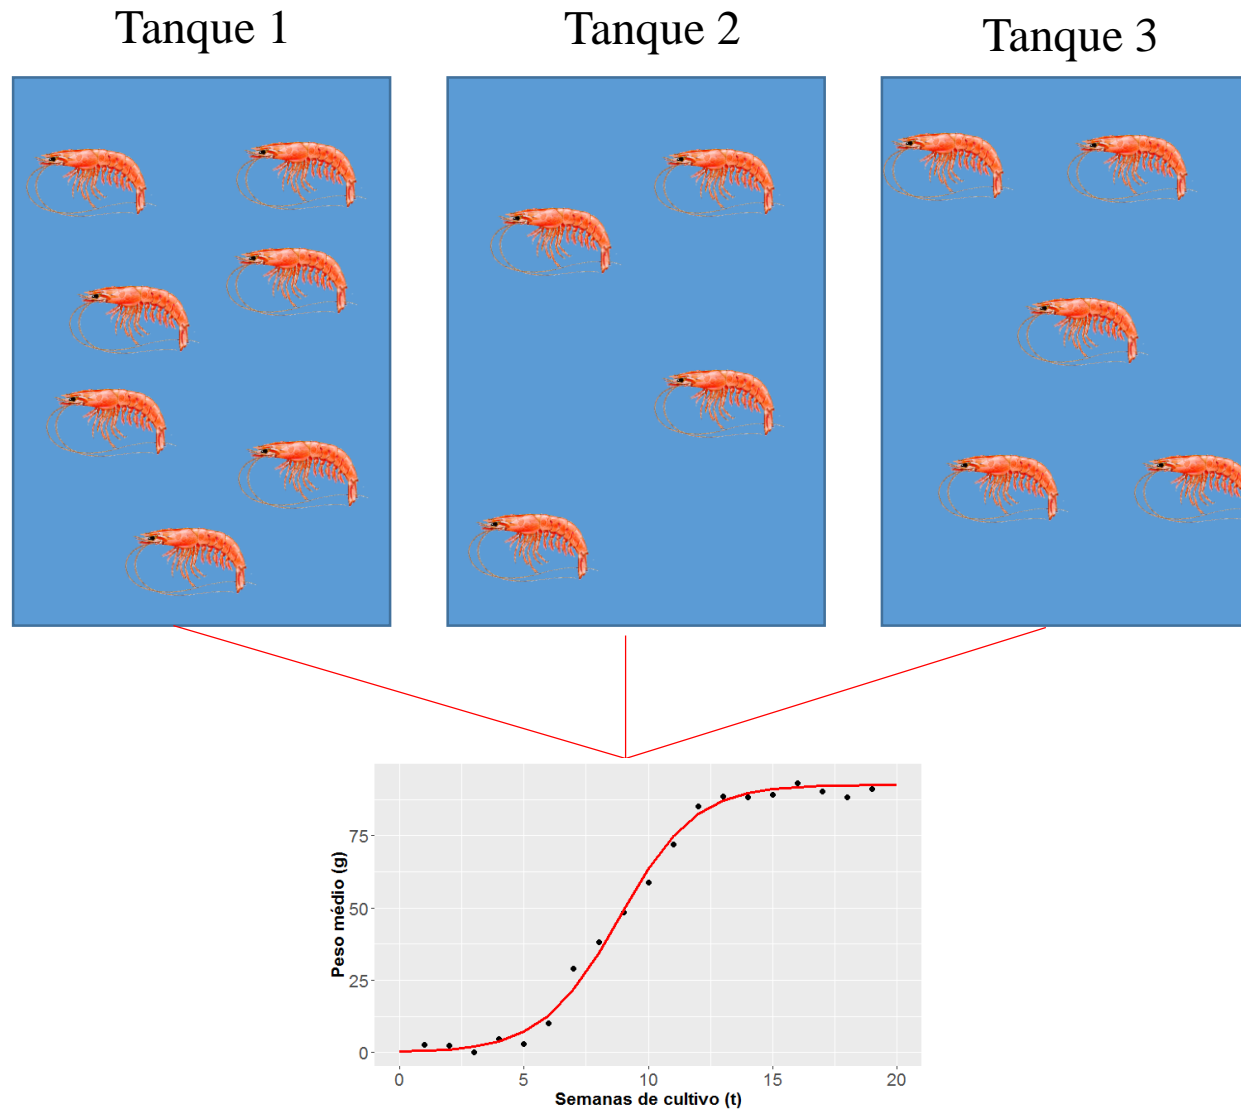 Tanque 1
Tanque 2
Tanque 3
75
50
25
0
Peso médio (g)
0 5 10 15 20
Semanas de cultivo (t)